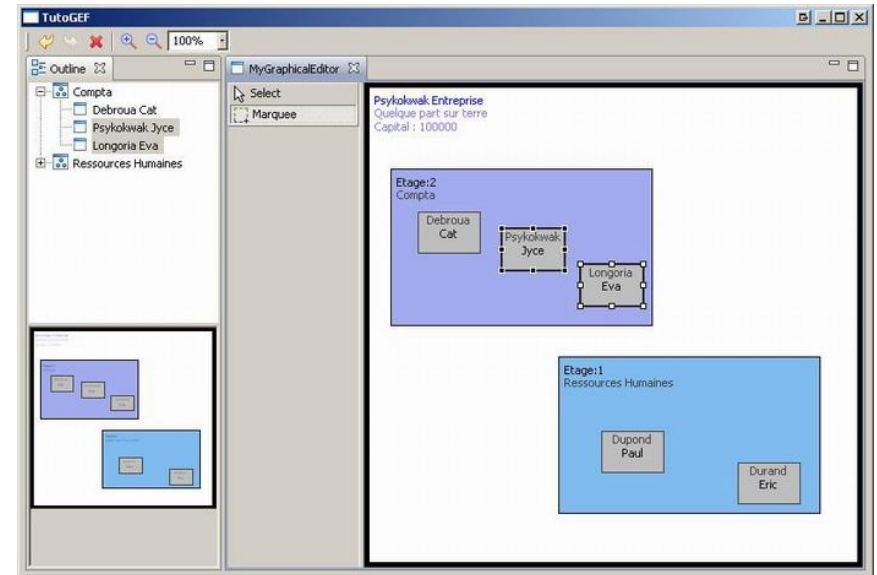 TutoGEF
100%
Outline
MyGraphicalEditor
Compta
Debroua Cat
Psykokwak Jyce
Longoria Eva
Ressources Humaines
Select
Marquee
Psykokwak Entreprise
Quelque part sur terre
Capital : 100000
Etage:2
Compta
Debroua
Cat
Psykokwak
Jyce
Longoria
Eva
Etage:1
Ressources Humaines
Dupond
Paul
Durand
Eric